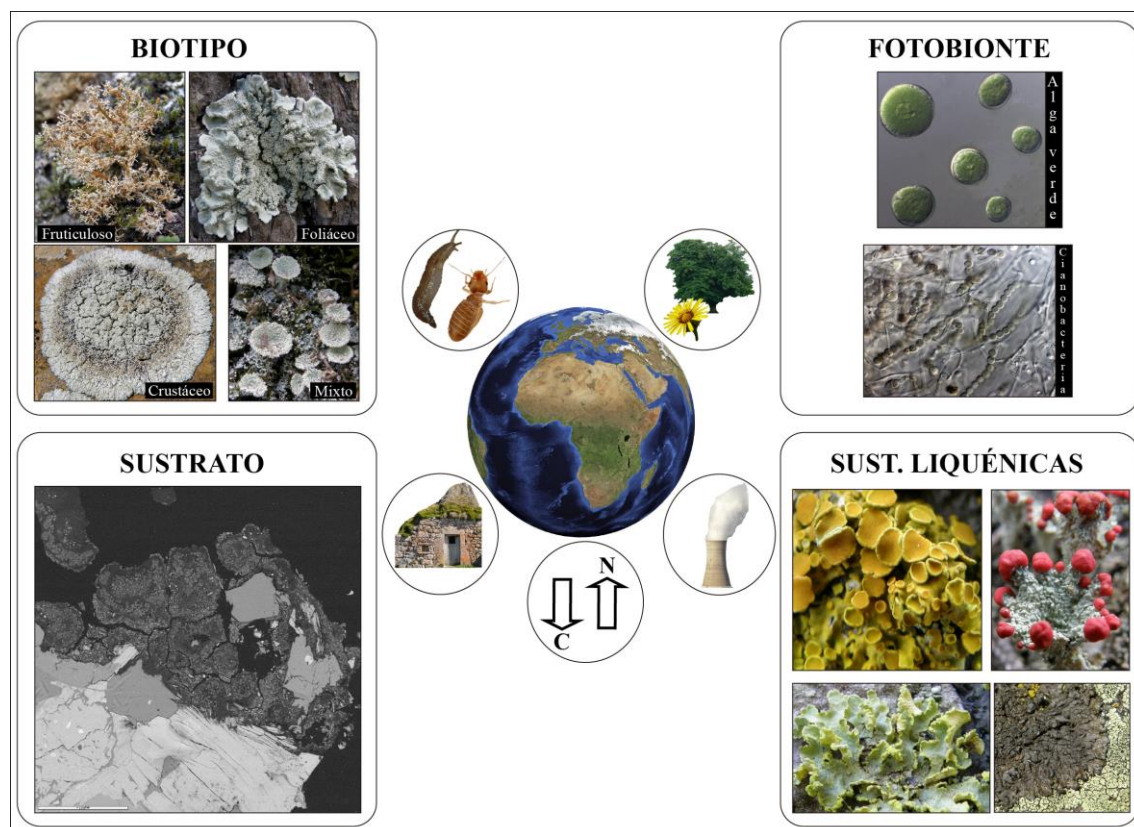 BIOTIPO
Fruticuloso
Foliáceo
Crustáceo
Mixto
FOTOBIONTE
Alga verde
Cianobacteria
SUSTRATO
N
C
SUST. LIQUÉNICAS